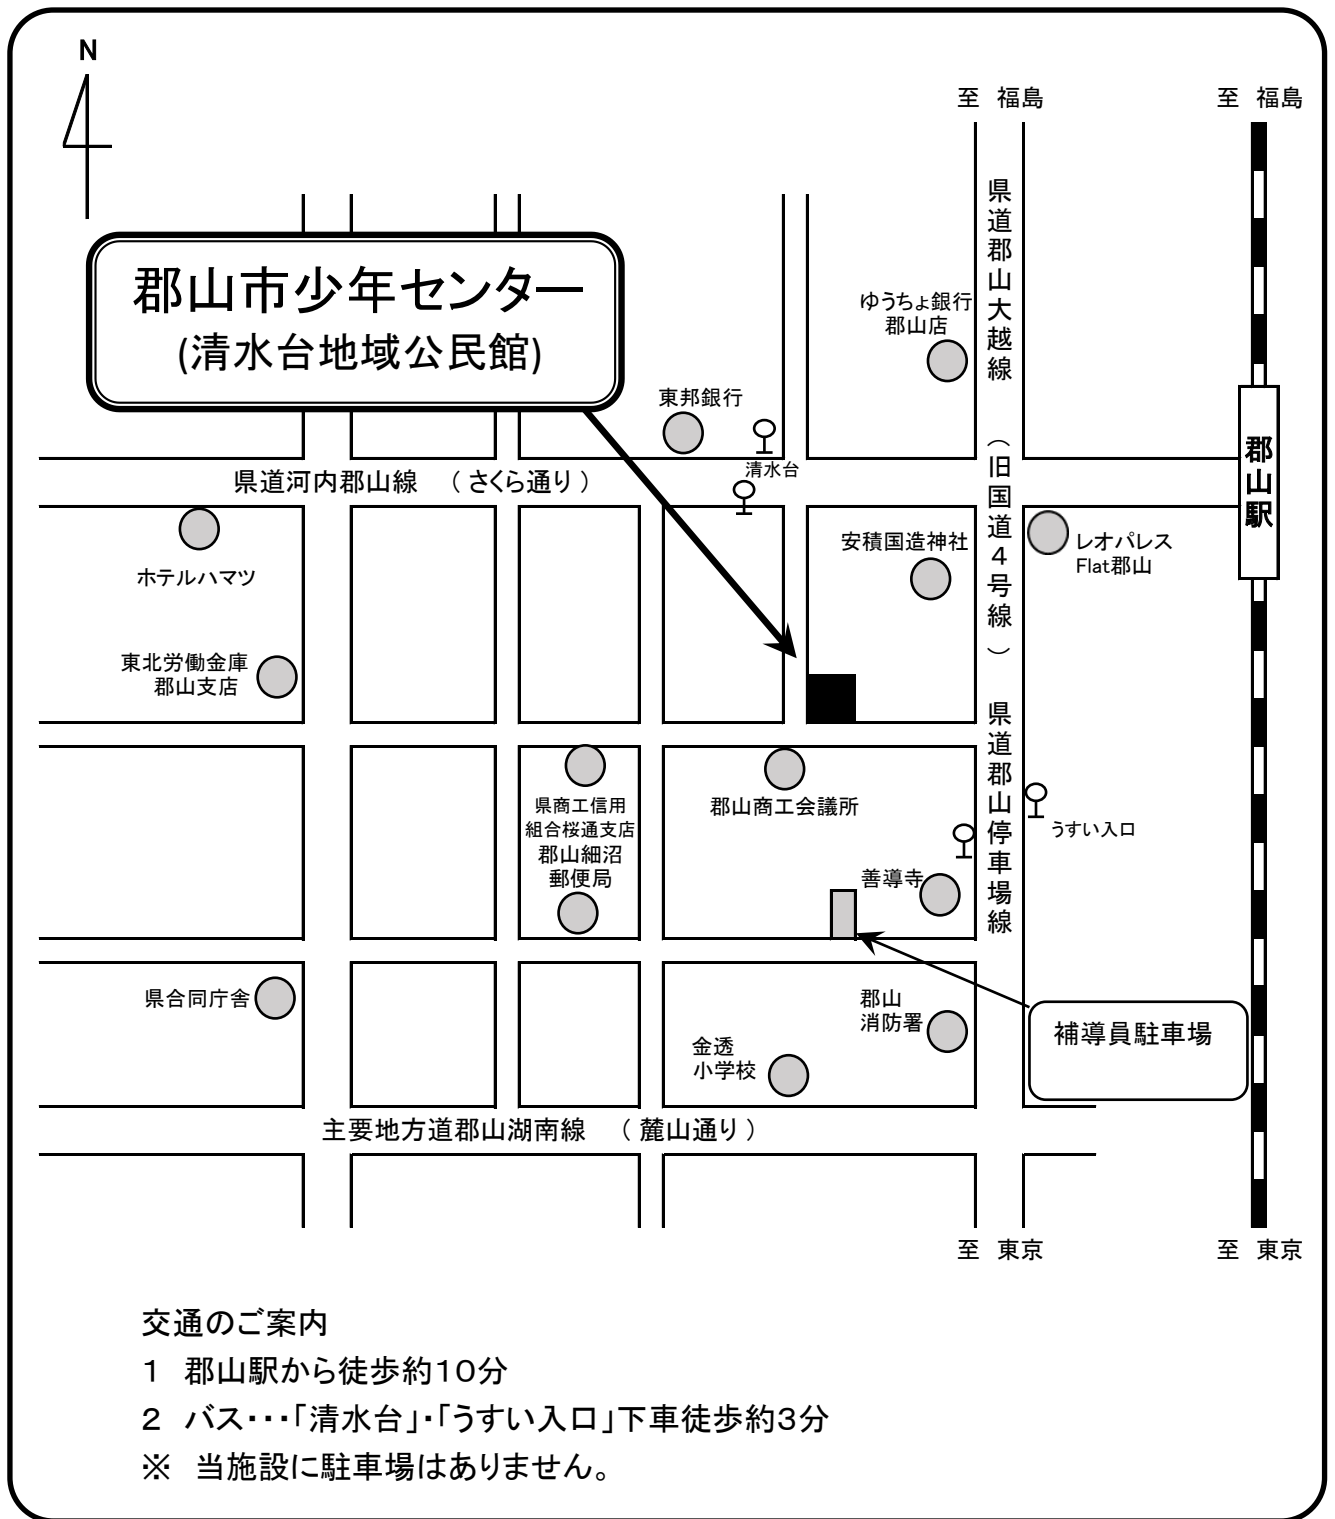 N
至 福島
至 福島
県道郡山大越線 （旧国道４号線） 県道郡山停車場線
郡山市少年センター
(清水台地域公民館)
ゆうちょ銀行
郡山店
東邦銀行
清水台
県道河内郡山線 （さくら通り）
郡山駅
ホテルハマツ
安積国造神社
レオパレス
Flat郡山
東北労働金庫
郡山支店
県商工信用
組合桜通支店
郡山細沼
郵便局
郡山商工会議所
うすい入口
善導寺
県合同庁舎
郡山
消防署
補導員駐車場
金透
小学校
主要地方道郡山湖南線 （麓山通り）
至 東京
至 東京
交通のご案内
１ 郡山駅から徒歩約１０分
２ バス・・・「清水台」・「うすい入口」下車徒歩約３分
※ 当施設に駐車場はありません。